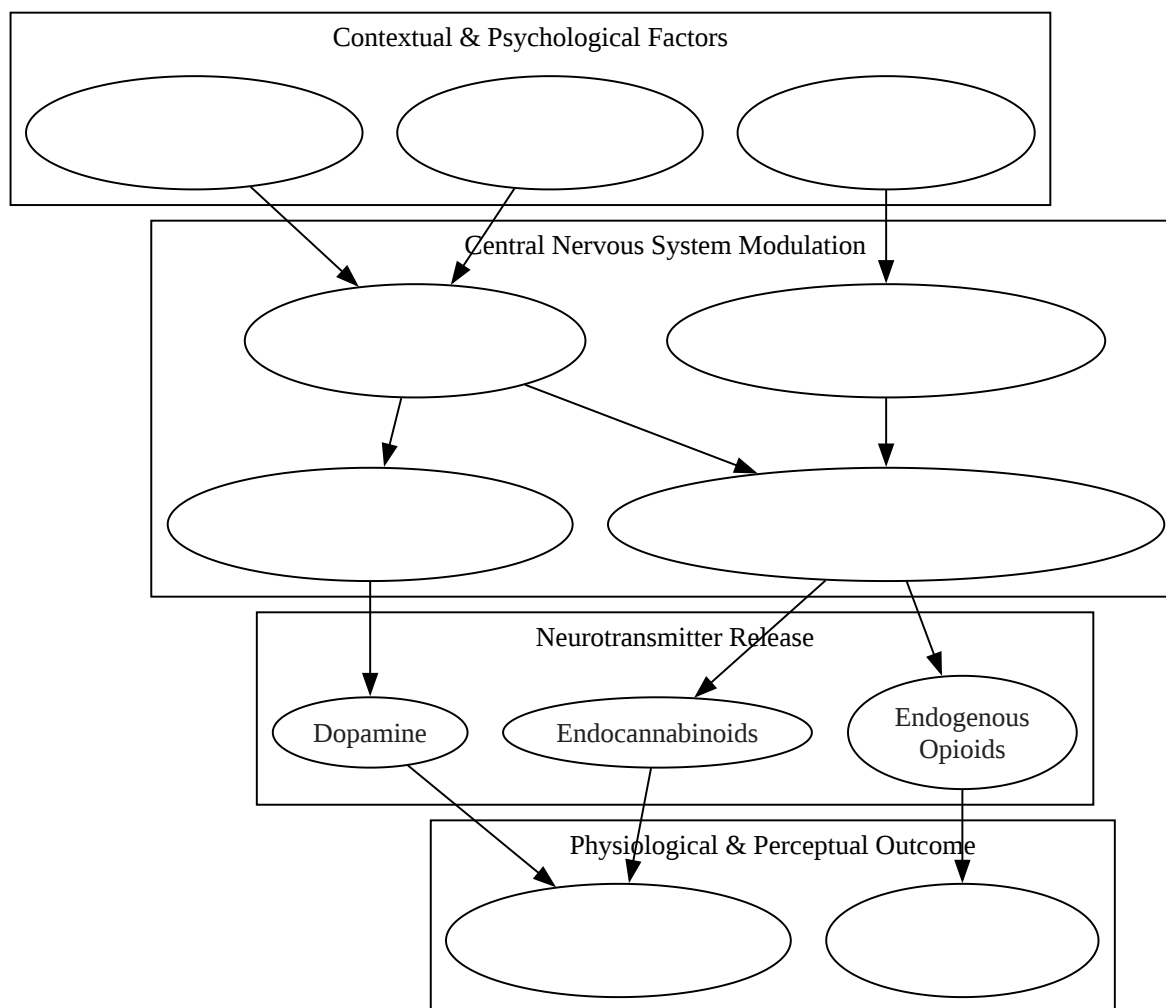 Contextual & Psychological Factors
Central Nervous System Modulation
Neurotransmitter Release
Dopamine
Endocannabinoids
Endogenous
Opioids
Physiological & Perceptual Outcome